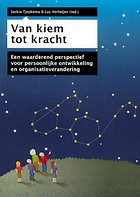 Saskia Tjepkema & Luc Verheijen (red.)
Van kiem
tot kracht
Een waarderend perspectief
voor persoonlijke ontwikkeling
en organisatieverandering